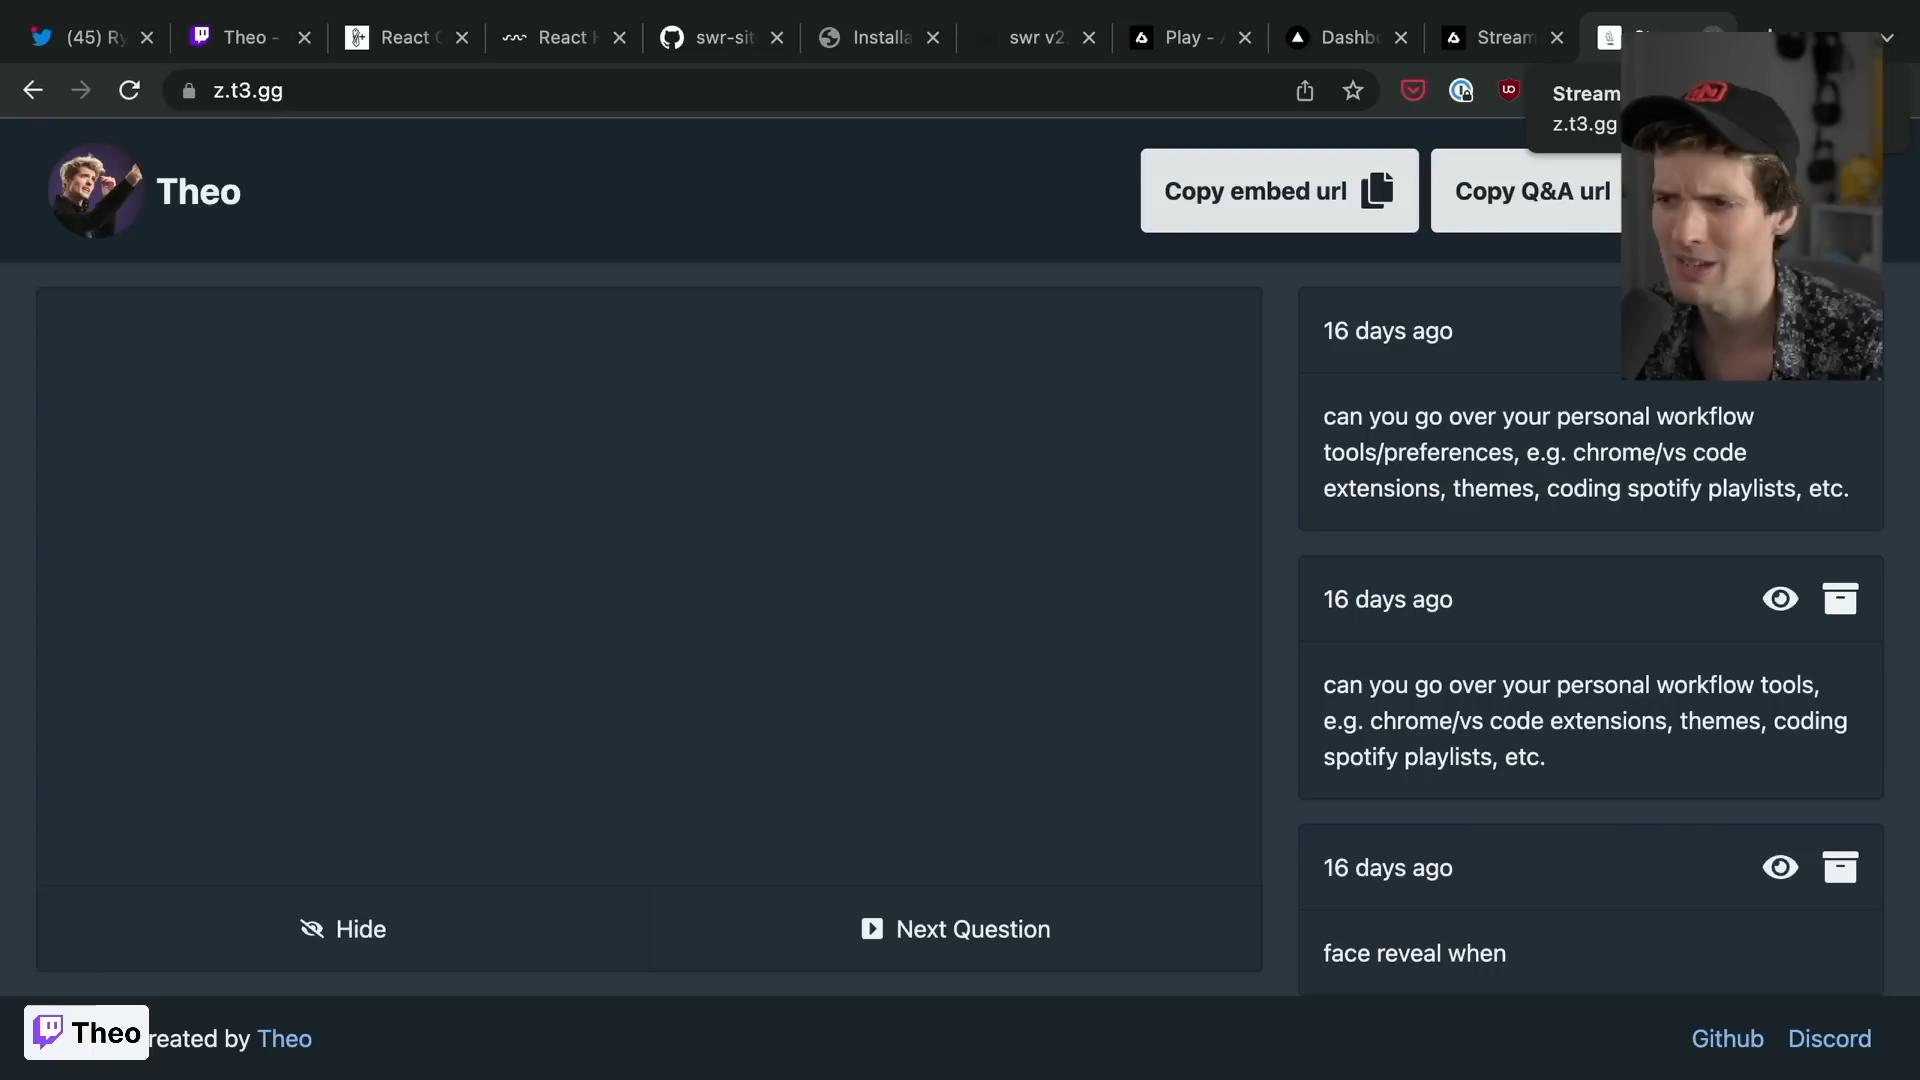 (45) Ry
Theo -
React
React
swr-sit
Installa
swr v2.
Play -
Dashbo
Stream
z.t3.gg
Stream
z.t3.gg
Theo
Copy embed url
Copy Q&A url
16 days ago
can you go over your personal workflow
tools/preferences, e.g. chrome/vs code
extensions, themes, coding spotify playlists, etc.
16 days ago
can you go over your personal workflow tools,
e.g. chrome/vs code extensions, themes, coding
spotify playlists, etc.
16 days ago
face reveal when
Hide
Next Question
Theo
reated by Theo
Github
Discord